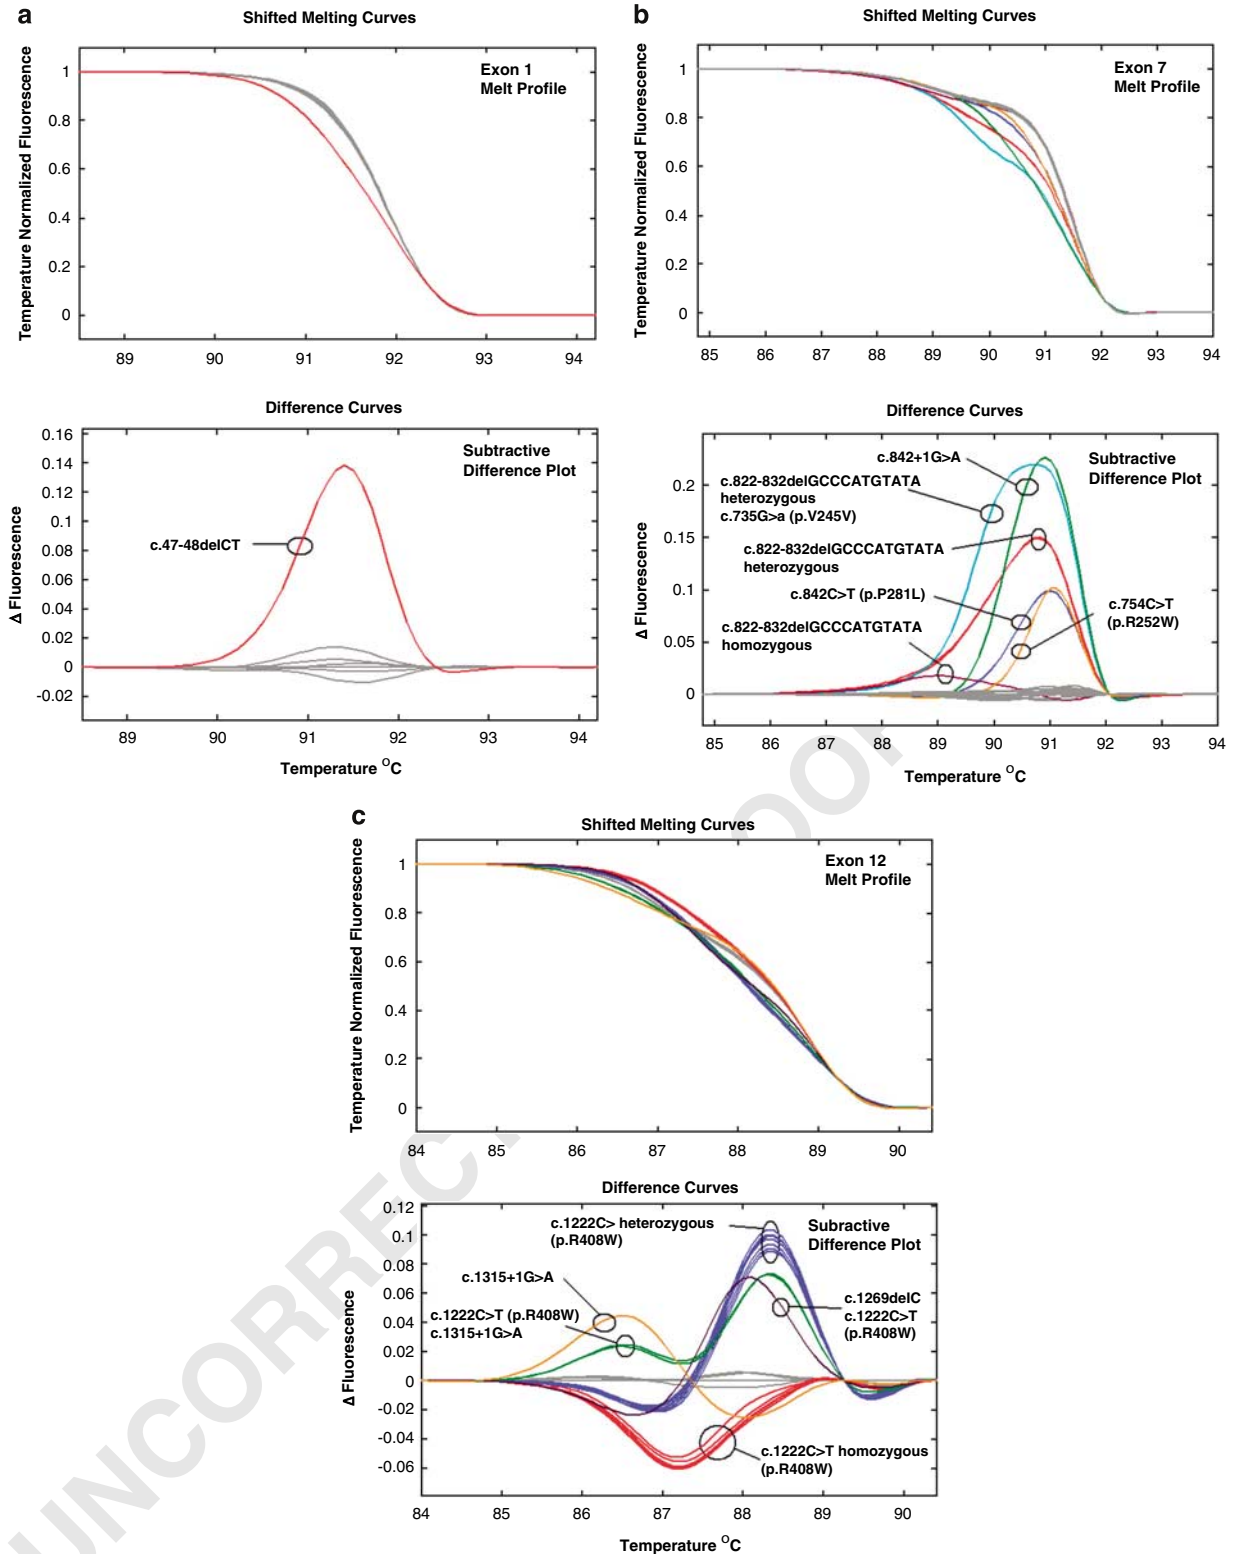 a
Shifted Melting Curves
Temperature Normalized Fluorescence
Exon 1
Melt Profile
1
0.8
0.6
0.4
0.2
0
89 90 91 92 93 94
Difference Curves
Δ Fluorescence
Subtractive
Difference Plot
0.16
0.14
0.12
0.1
0.08
0.06
0.04
0.02
0
-0.02
c.47-48delCT
89 90 91 92 93 94
Temperature °C
b
Shifted Melting Curves
Temperature Normalized Fluorescence
Exon 7
Melt Profile
1
0.8
0.6
0.4
0.2
0
85 86 87 88 89 90 91 92 93 94
Difference Curves
Δ Fluorescence
Subtractive
Difference Plot
0.2
0.15
0.1
0.05
0
c.842+1G>A
c.822-832delGCCCATGTATA
heterozygous
c.735G>a (p.V245V)
c.822-832delGCCCATGTATA
heterozygous
c.842C>T (p.P281L)
c.754C>T
(p.R252W)
c.822-832delGCCCATGTATA
homozygous
85 86 87 88 89 90 91 92 93 94
Temperature °C
c
Shifted Melting Curves
Temperature Normalized Fluorescence
Exon 12
Melt Profile
1
0.8
0.6
0.4
0.2
0
84 85 86 87 88 89 90
Difference Curves
Δ Fluorescence
Subractive
Difference Plot
0.12
0.1
0.08
0.06
0.04
0.02
0
-0.02
-0.04
-0.06
c.1222C> heterozygous
(p.R408W)
c.1315+1G>A
c.1222C>T (p.R408W)
c.1315+1G>A
c.1269delC
c.1222C>T
(p.R408W)
c.1222C>T homozygous
(p.R408W)
84 85 86 87 88 89 90
Temperature °C
UNCORRECT
OOF